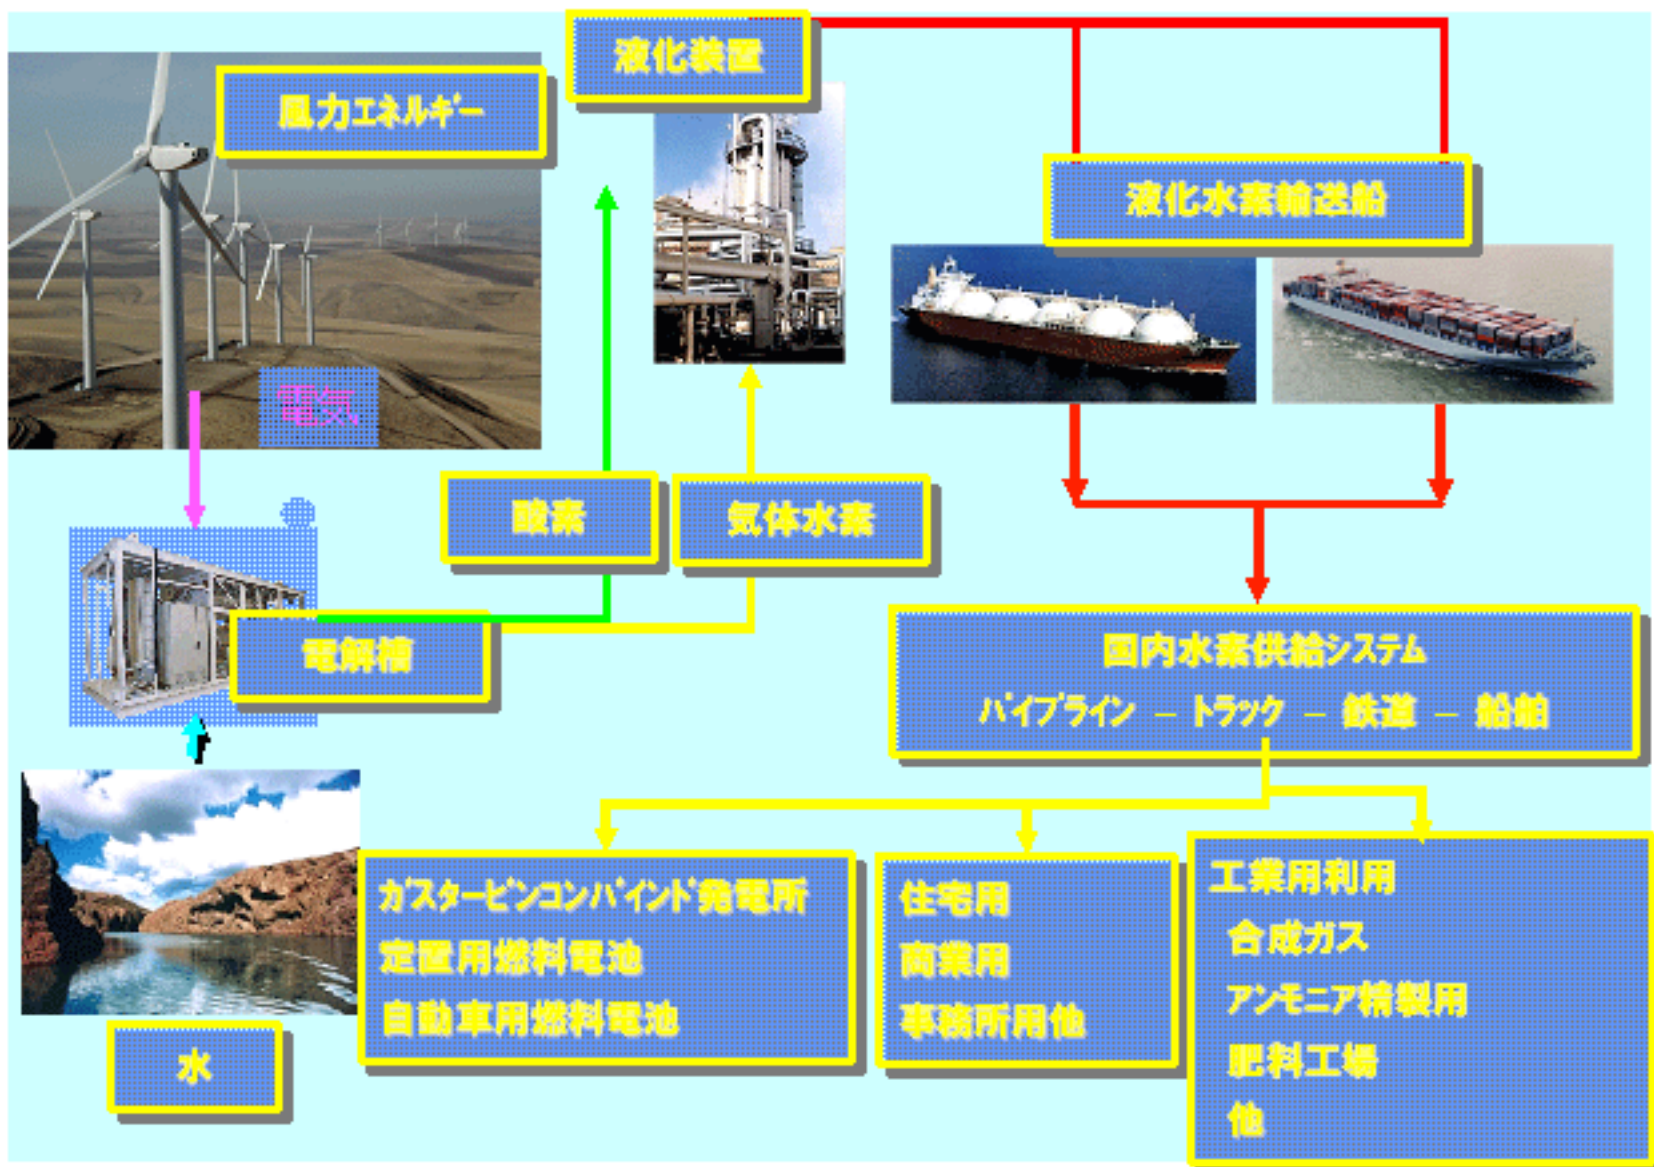 液化装置
風力エネルギー
液化水素輸送船
電気
酸素
気体水素
電解槽
国内水素供給システム
パイプライン － トラック － 鉄道 － 船舶
ガスタービンコンバインド発電所
定置用燃料電池
自動車用燃料電池
住宅用
商業用
事務所用他
工業用利用
合成ガス
アンモニア精製用
肥料工場
他
水